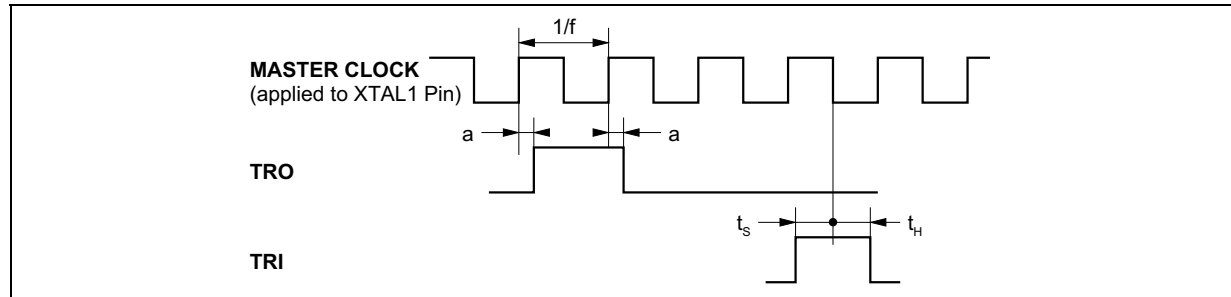 1/f
MASTER CLOCK
(applied to XTAL1 Pin)
a a
TRO
tS tH
TRI